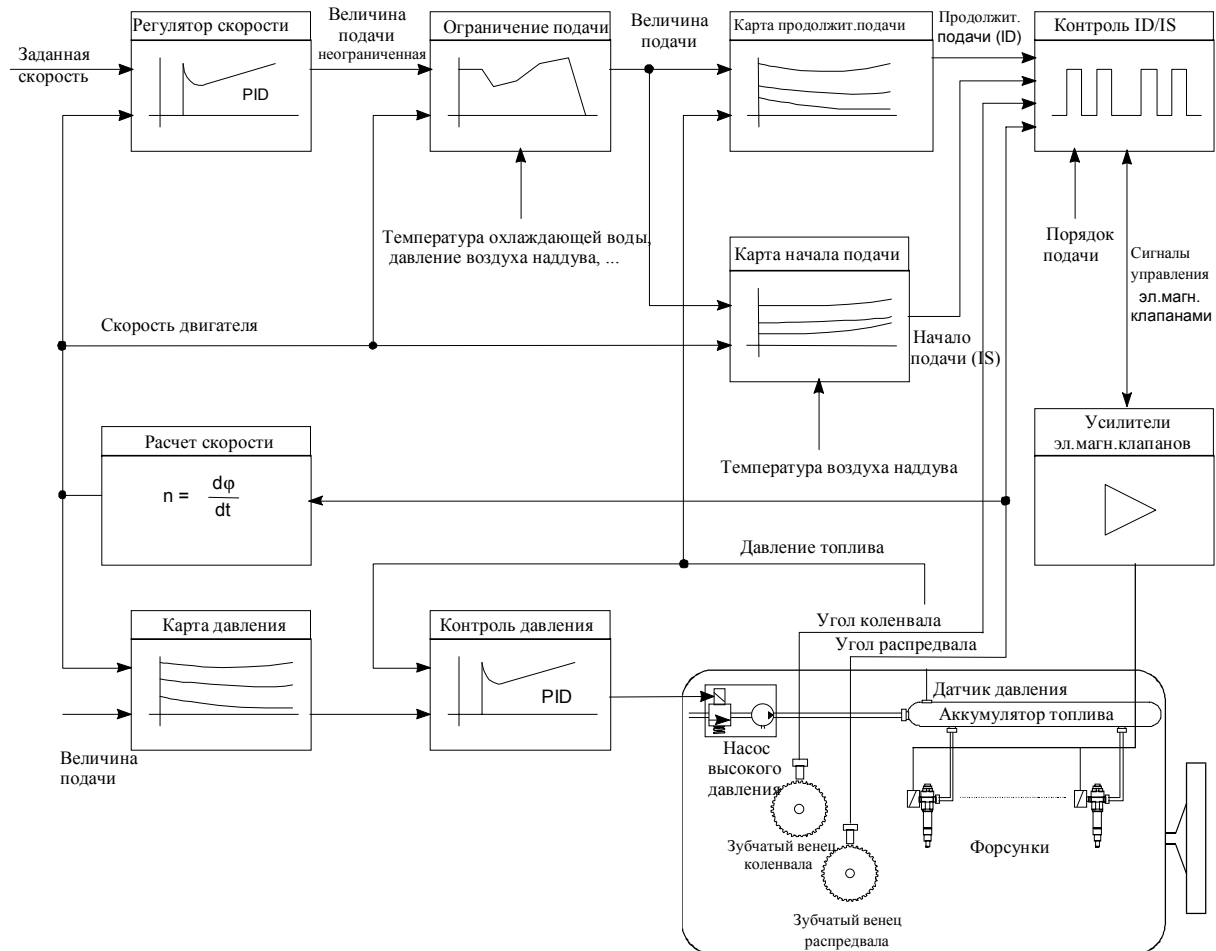 Регулятор скорости
Величина
подачи
неограниченная
Ограничение подачи
Величина
подачи
Карта продолжит.подачи
Продолжит.
подачи (ID)
Контроль ID/IS
Заданная
скорость
PID
Температура охлаждающей воды,
давление воздуха наддува, ...
Карта начала подачи
Порядок
подачи
Сигналы
управления
эл.магн.
клапанами
Скорость двигателя
Начало
подачи (IS)
Расчет скорости
n = dφ
dt
Температура воздуха наддува
Усилители
эл.магн.клапанов
Давление топлива
Карта давления
Контроль давления
PID
Угол коленвала
Угол распредвала
Величина
подачи
Датчик давления
Аккумулятор топлива
Насос
высокого
давления
Зубчатый венец
коленвала
Форсунки
Зубчатый венец
распредвала